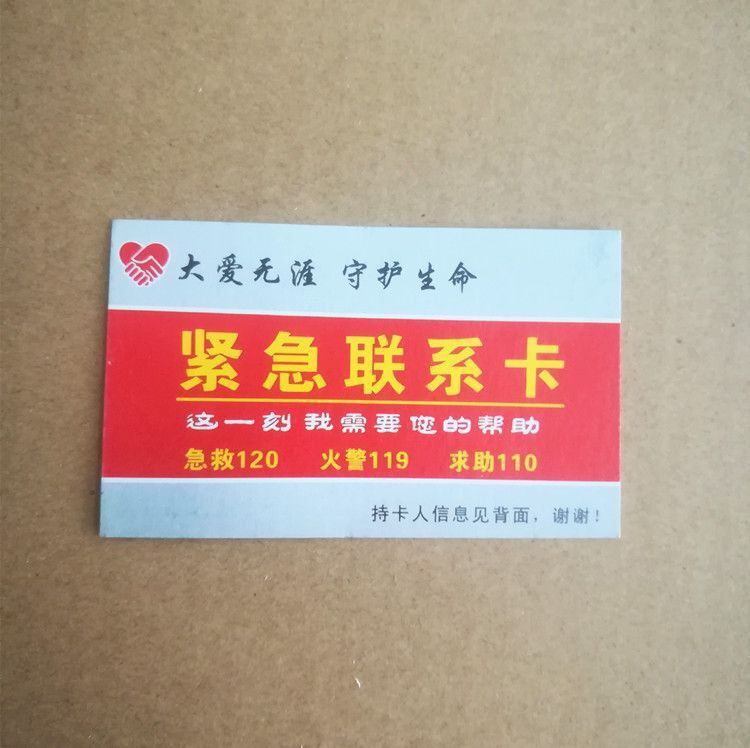 大爱无涯 守护生命
紧急联系卡
这一刻 我需要您的帮助
急救120 火警119 求助110
持卡人信息见背面，谢谢！